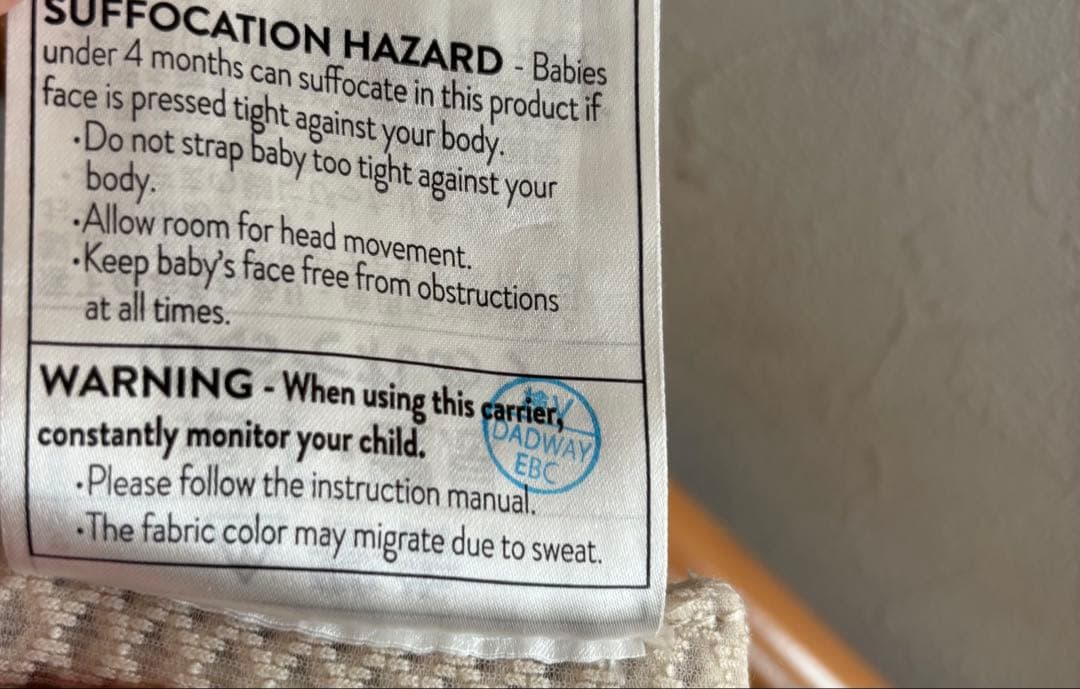 SUFFOCATION HAZARD - Babies
under 4 months can suffocate in this product if
face is pressed tight against your body.
·Do not strap baby too tight against your
body.
·Allow room for head movement.
·Keep baby's face free from obstructions
at all times.
WARNING - When using this carrier,
constantly monitor your child.
DADWAY
EBC
·Please follow the instruction manual.
·The fabric color may migrate due to sweat.